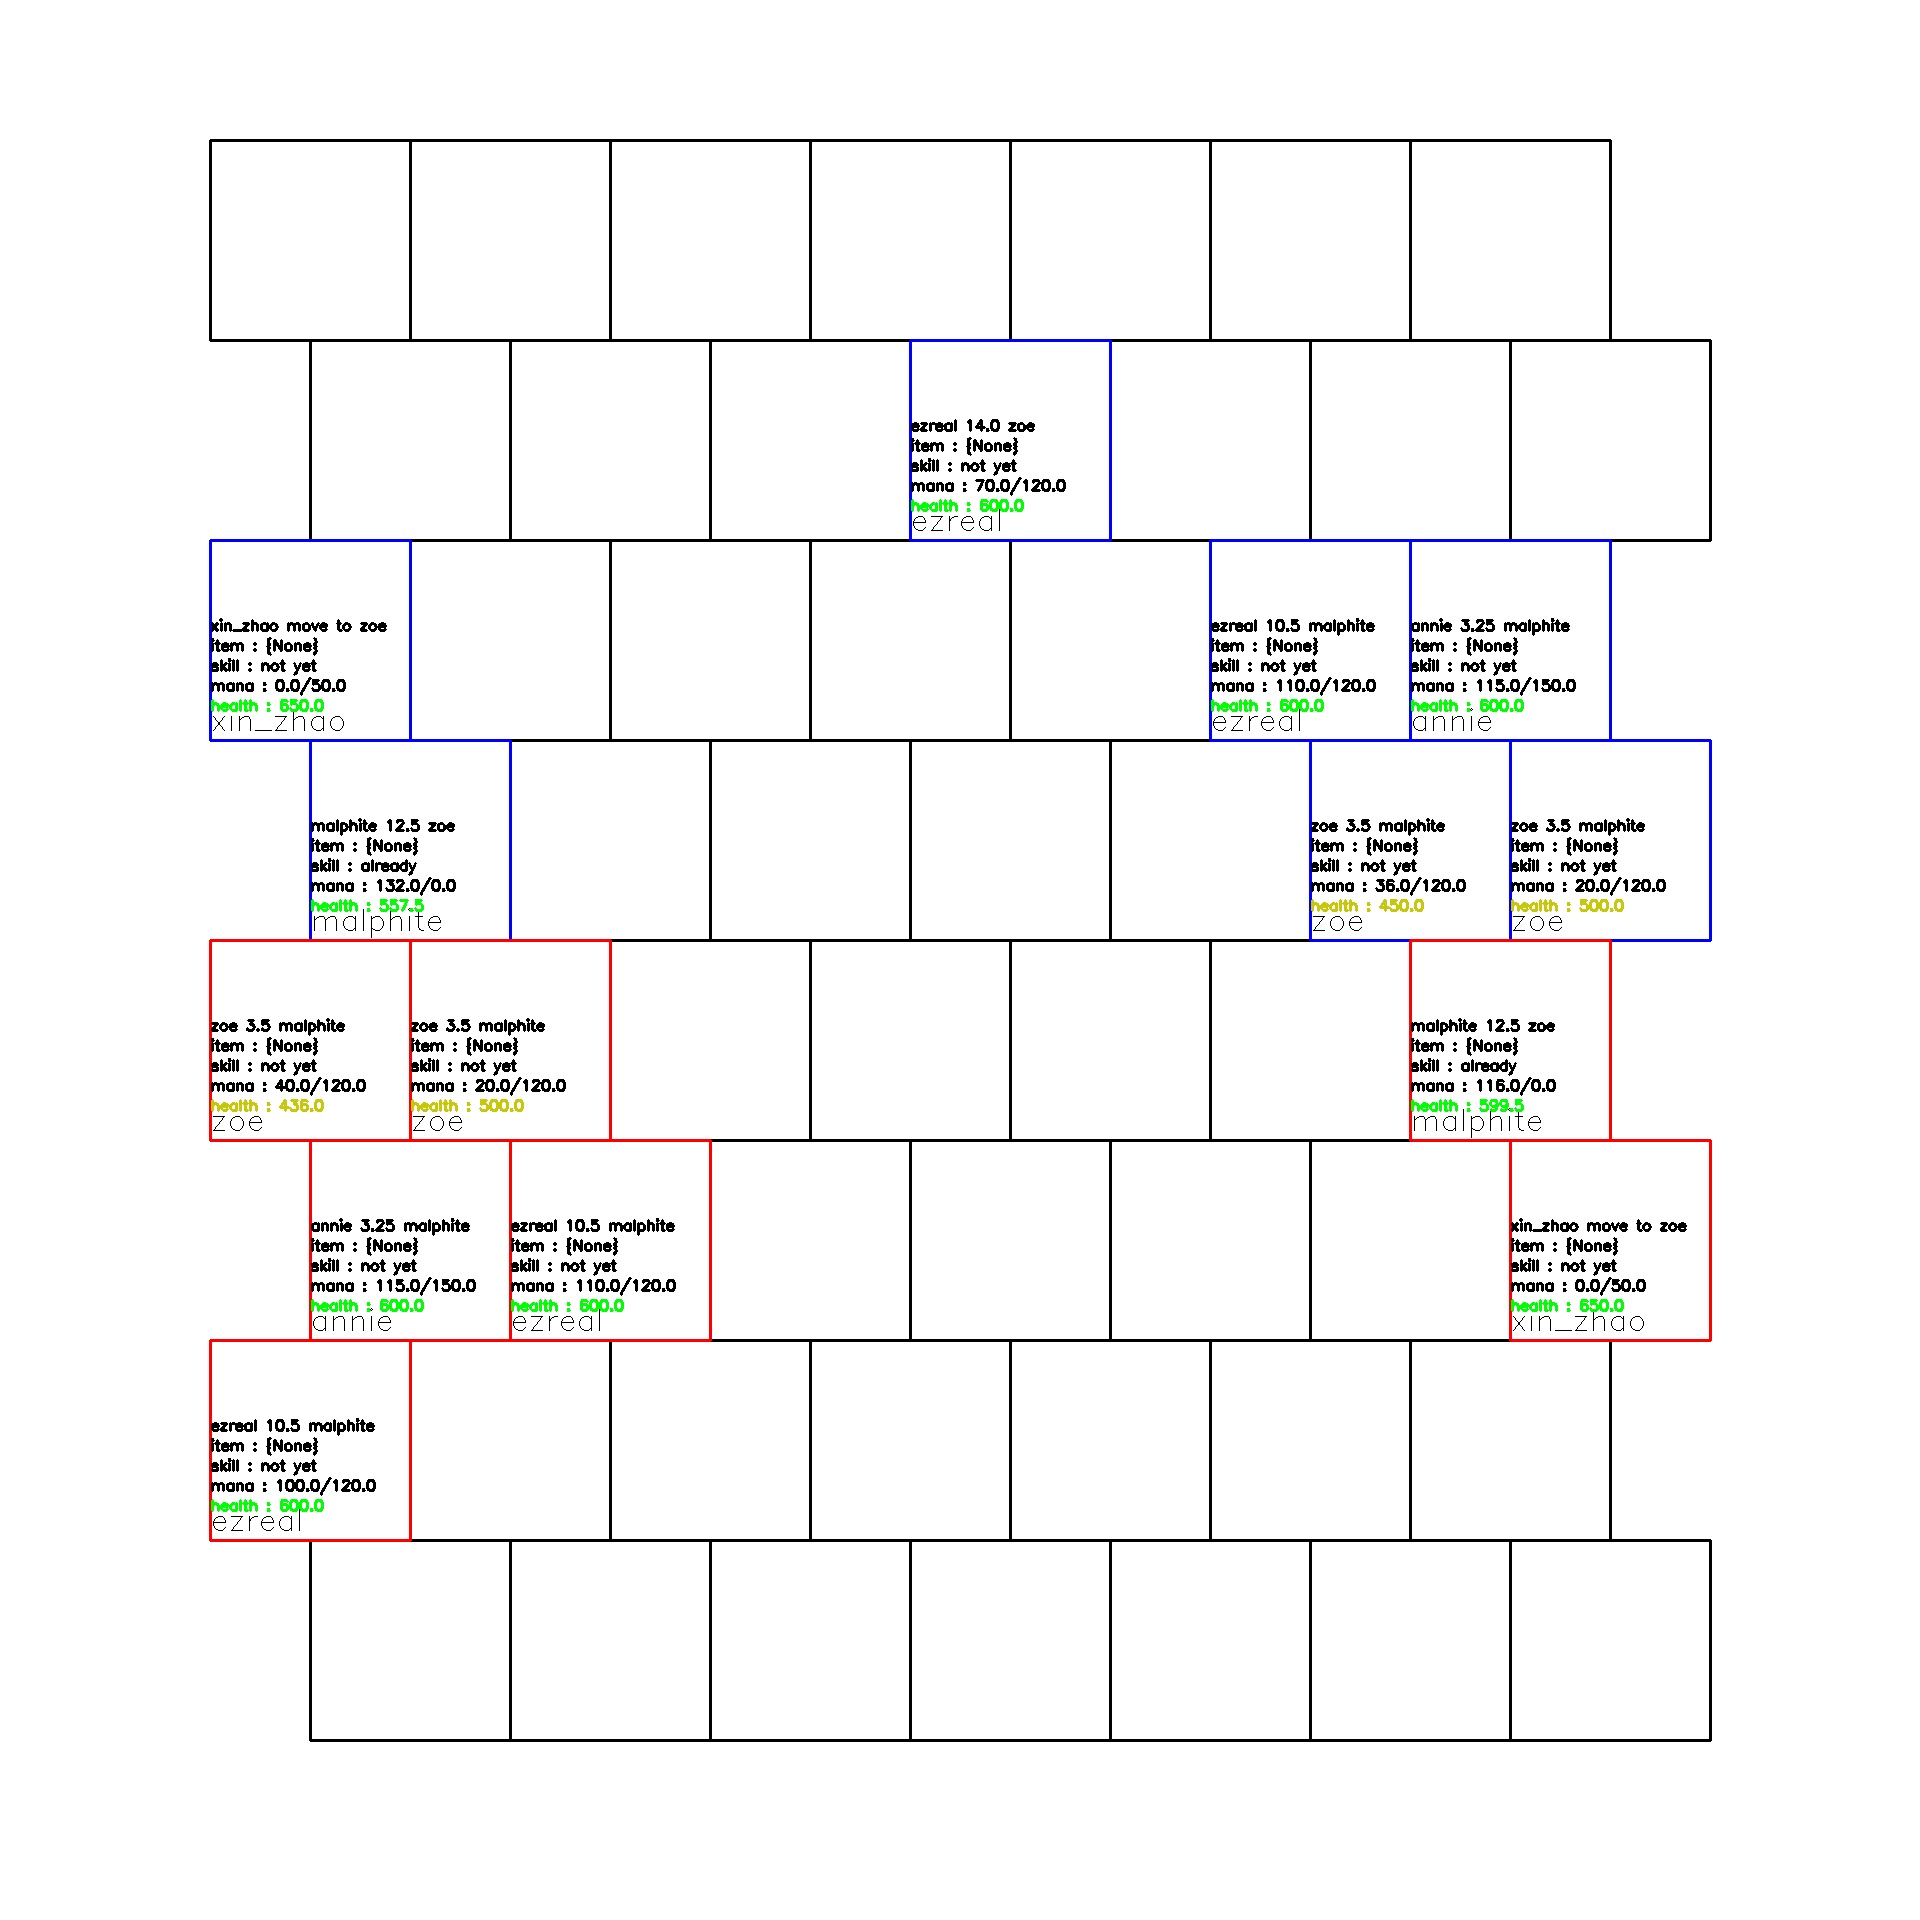 ezreal 14.0 zoe
item : {None}
skill : not yet
mana : 70.0/120.0
health : 600.0
ezreal
xin_zhao move to zoe
item : {None}
skill : not yet
mana : 0.0/50.0
health : 650.0
xin_zhao
ezreal 10.5 malphite
item : {None}
skill : not yet
mana : 110.0/120.0
health : 600.0
ezreal
annie 3.25 malphite
item : {None}
skill : not yet
mana : 115.0/150.0
health : 600.0
annie
malphite 12.5 zoe
item : {None}
skill : already
mana : 132.0/0.0
health : 557.5
malphite
zoe 3.5 malphite
item : {None}
skill : not yet
mana : 36.0/120.0
health : 450.0
zoe
zoe 3.5 malphite
item : {None}
skill : not yet
mana : 20.0/120.0
health : 500.0
zoe
zoe 3.5 malphite
item : {None}
skill : not yet
mana : 40.0/120.0
health : 436.0
zoe
zoe 3.5 malphite
item : {None}
skill : not yet
mana : 20.0/120.0
health : 500.0
zoe
malphite 12.5 zoe
item : {None}
skill : already
mana : 116.0/0.0
health : 599.5
malphite
annie 3.25 malphite
item : {None}
skill : not yet
mana : 115.0/150.0
health : 600.0
annie
ezreal 10.5 malphite
item : {None}
skill : not yet
mana : 110.0/120.0
health : 600.0
ezreal
xin_zhao move to zoe
item : {None}
skill : not yet
mana : 0.0/50.0
health : 650.0
xin_zhao
ezreal 10.5 malphite
item : {None}
skill : not yet
mana : 100.0/120.0
health : 600.0
ezreal